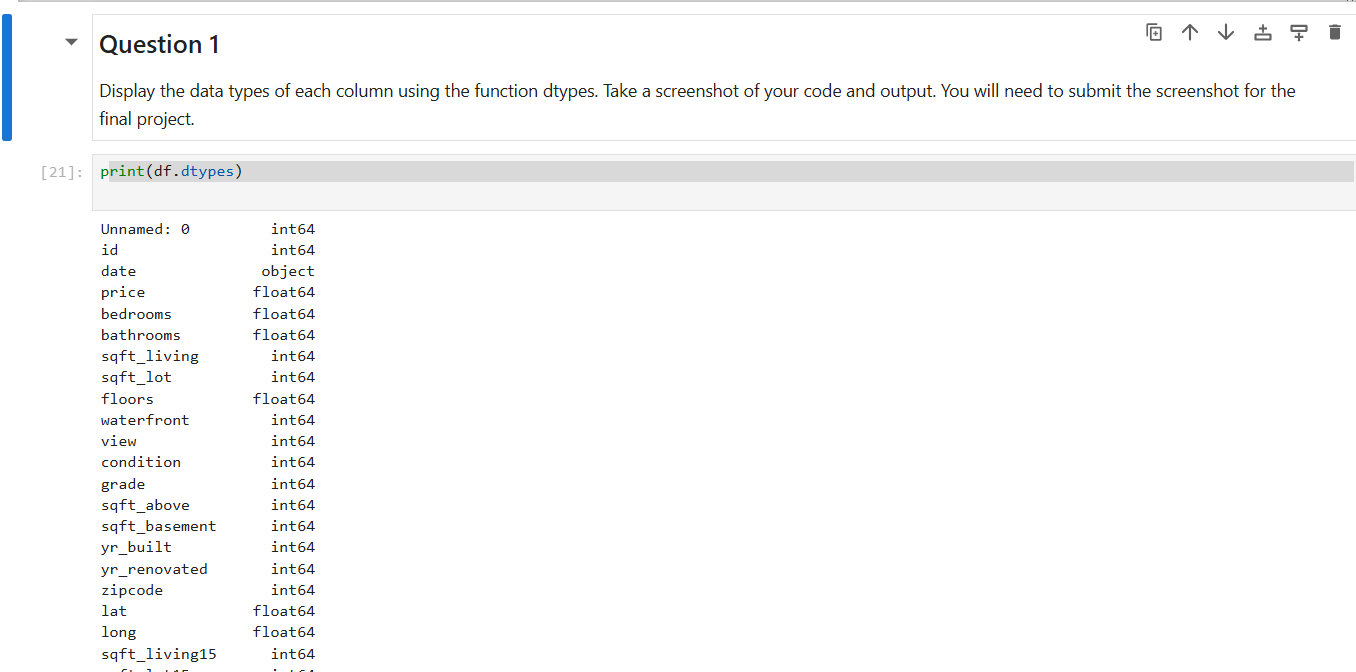 Question 1
Display the data types of each column using the function dtypes. Take a screenshot of your code and output. You will need to submit the screenshot for the
final project.
[21]: print(df.dtypes)
Unnamed: 0 int64
id int64
date object
price float64
bedrooms float64
bathrooms float64
sqft_living int64
sqft_lot int64
floors float64
waterfront int64
view int64
condition int64
grade int64
sqft_above int64
sqft_basement int64
yr_built int64
yr_renovated int64
zipcode int64
lat float64
long float64
sqft_living15 int64